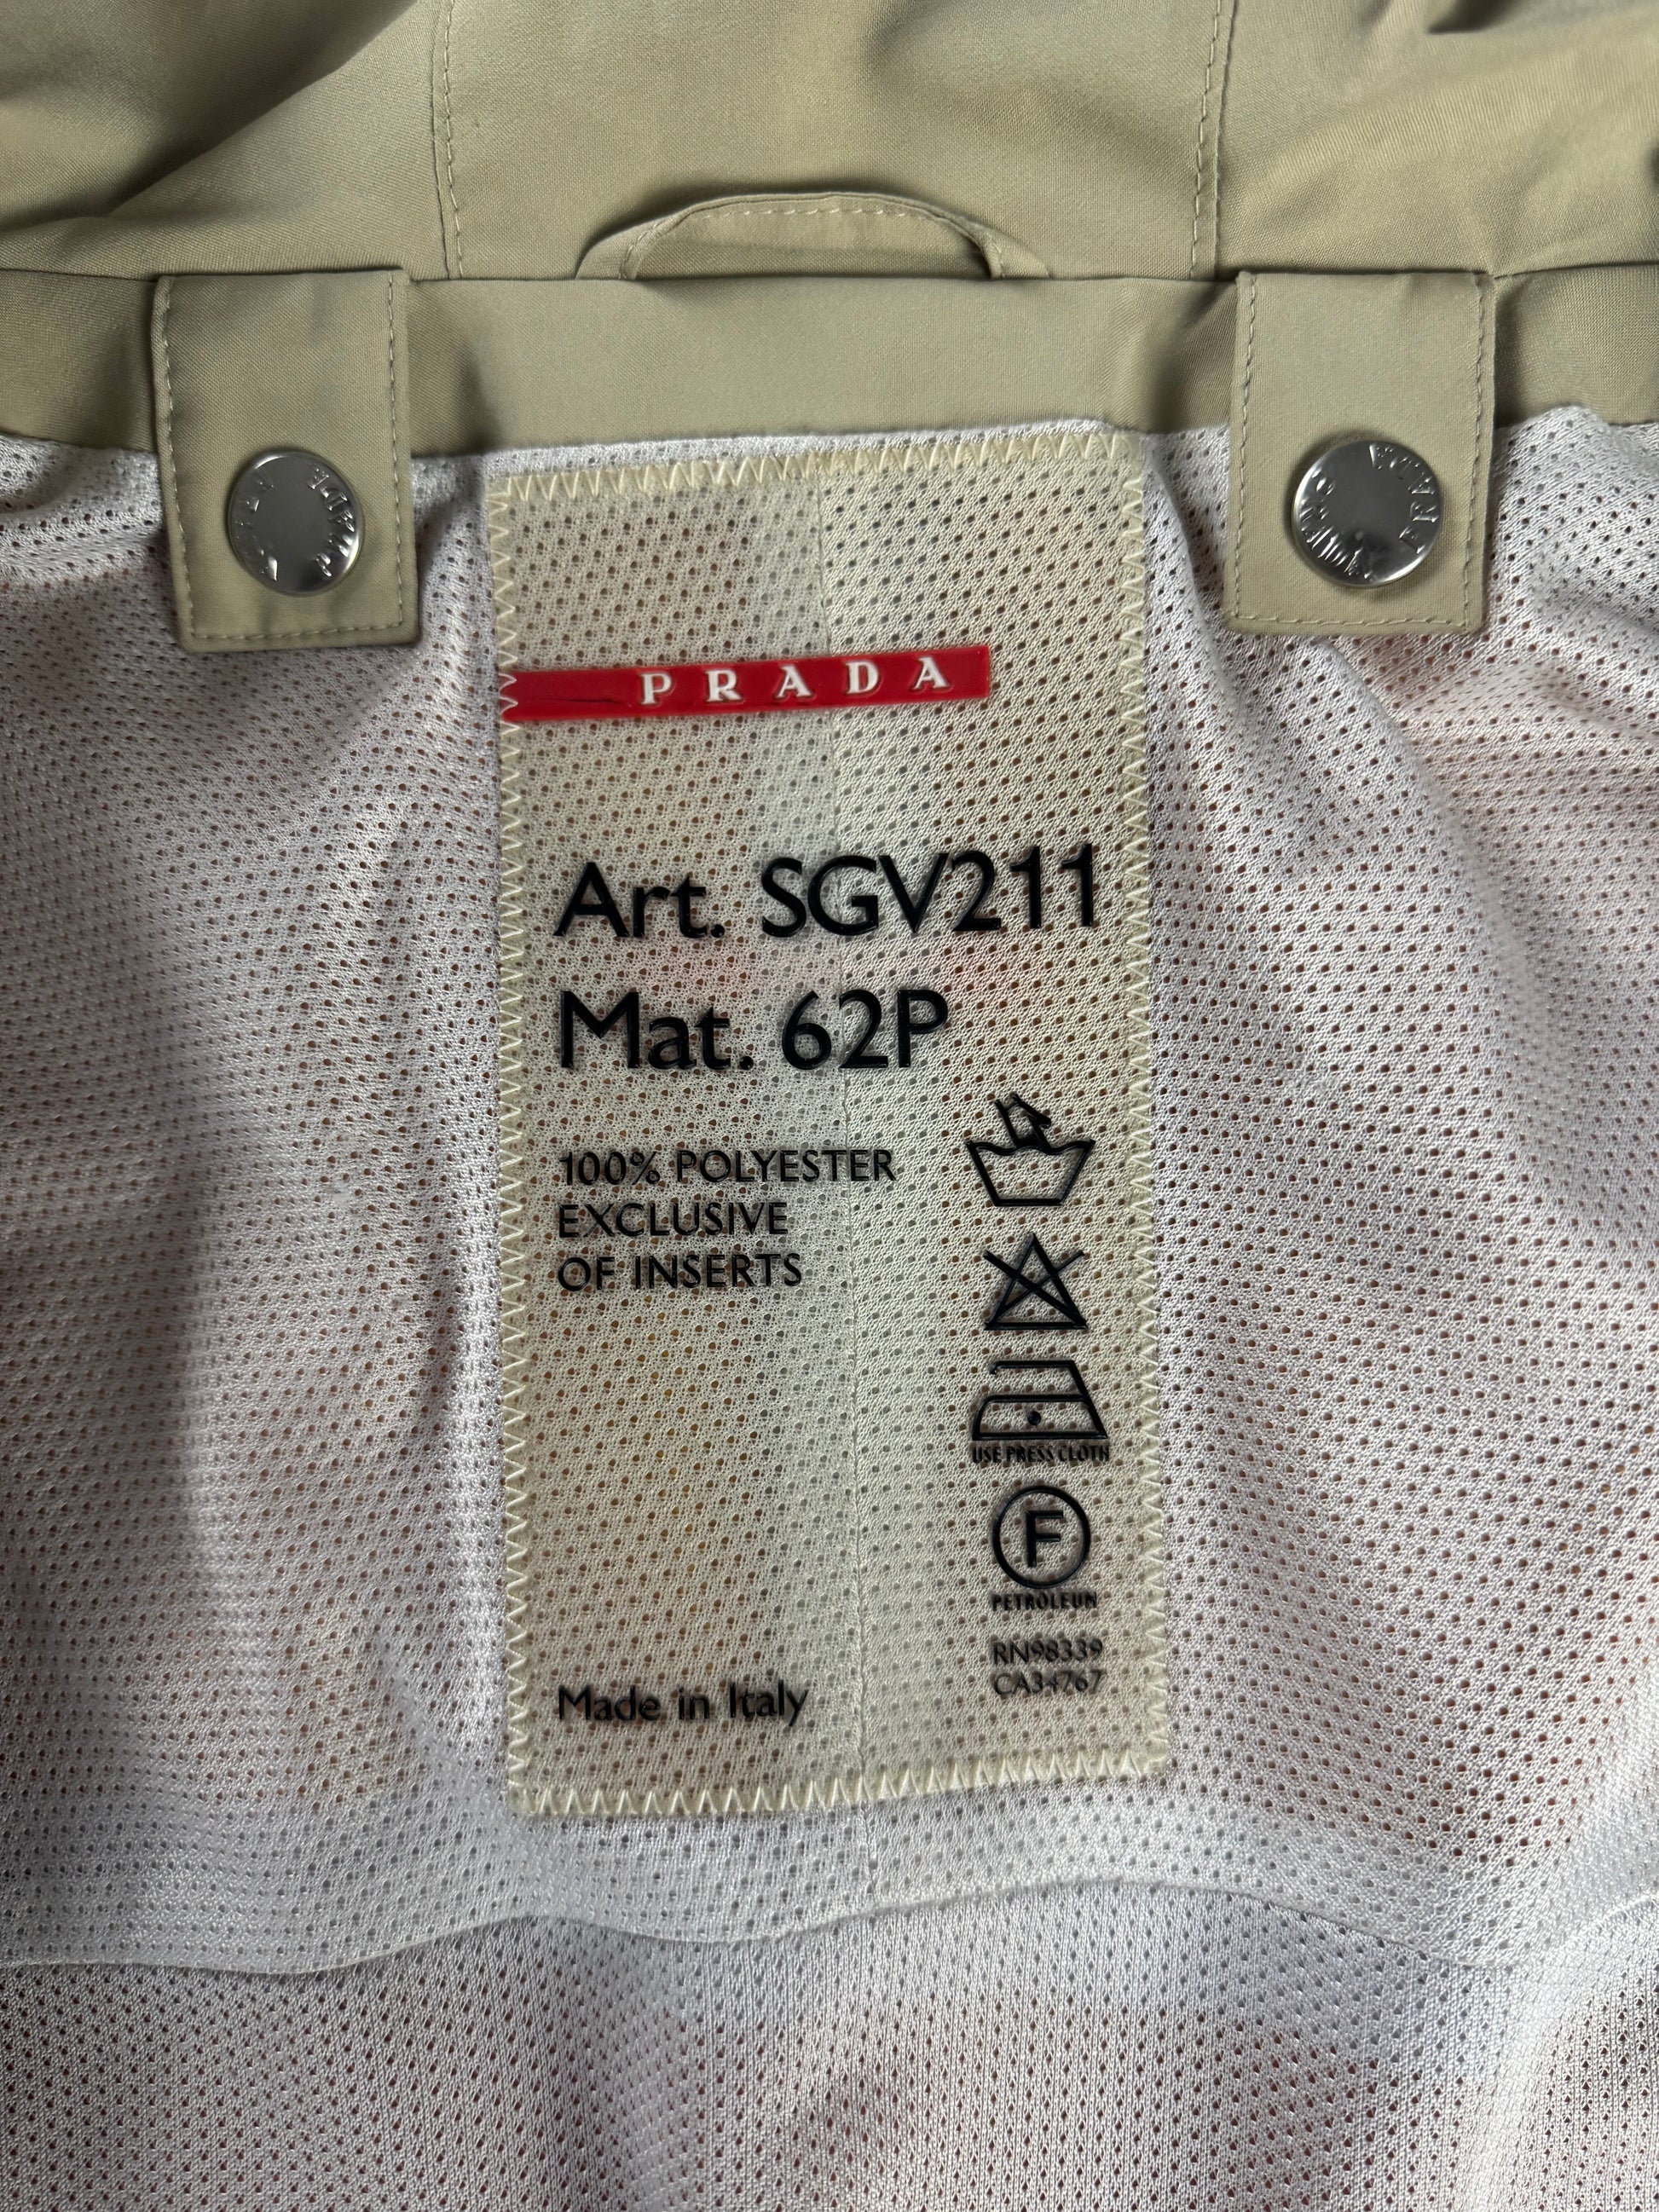 PRADA
Art. SGV211
Mat. 62P
100% POLYESTER
EXCLUSIVE
OF INSERTS
USE PRESS CLOTH
F
PETROLEUM
RN98339
CA34767
Made in Italy